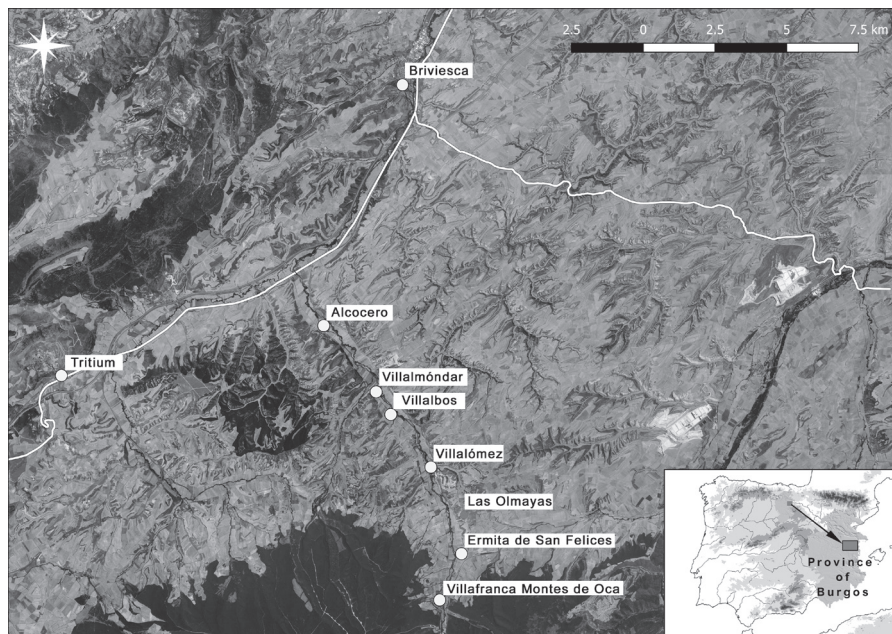 2.5 0 2.5 5 7.5 km
Briviesca
Alcocero
Tritium
Villalmóndar
Villalbos
Villalómez
Las Olmayas
Ermita de San Felices
Villafranca Montes de Oca
Province
of
Burgos